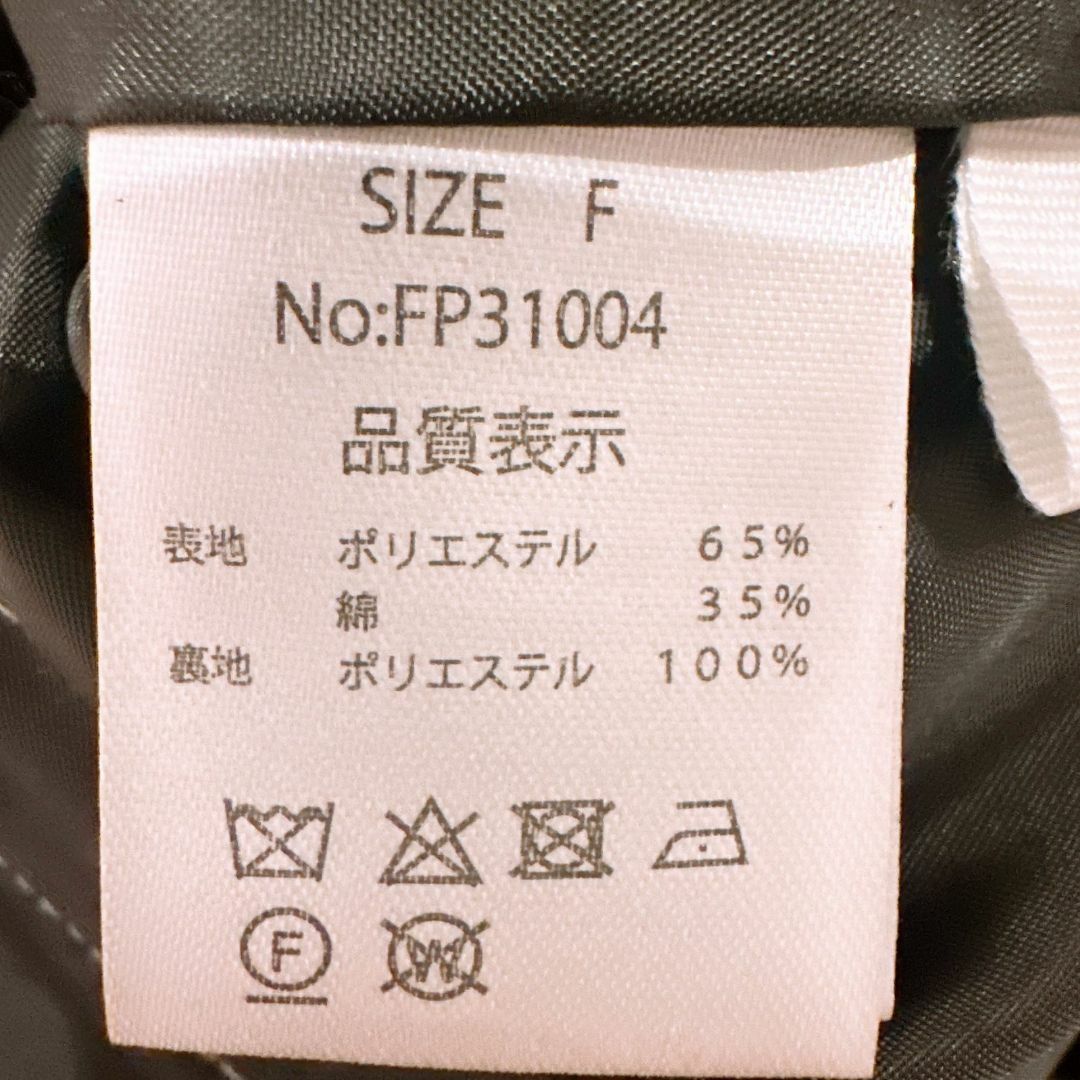 SIZE F
No:FP31004
品質表示
表地 ポリエステル 65%
綿 35%
裏地 ポリエステル 100%
F
W